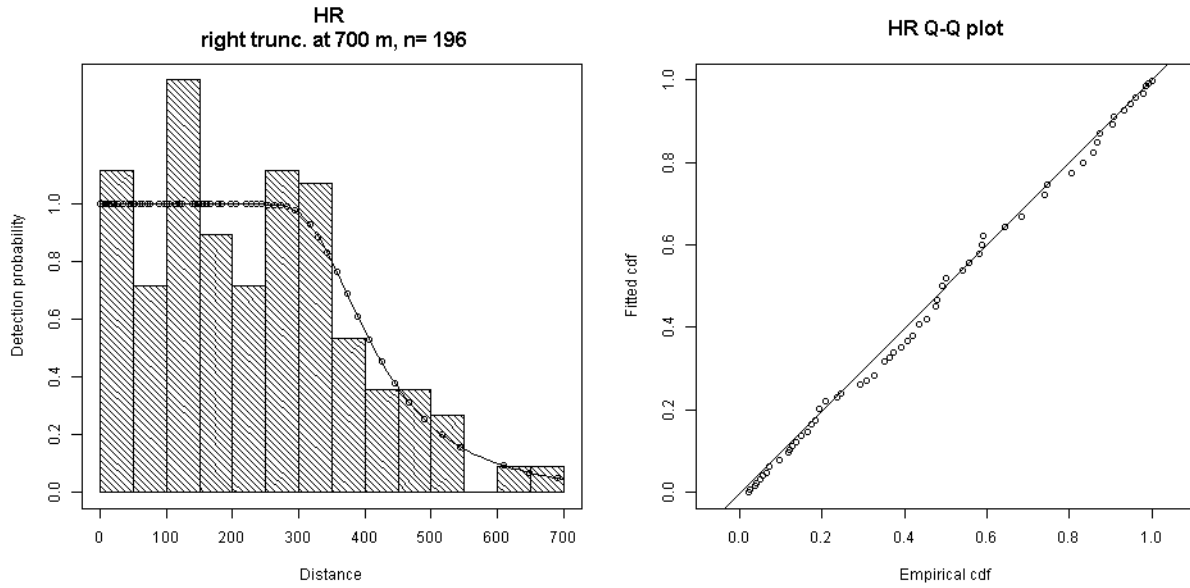 HR
right trunc. at 700 m, n= 196
Detection probability
1.0
0.8
0.6
0.4
0.2
0.0
0 100 200 300 400 500 600 700
Distance
HR Q-Q plot
Fitted cdf
1.0
0.8
0.6
0.4
0.2
0.0
0.0 0.2 0.4 0.6 0.8 1.0
Empirical cdf